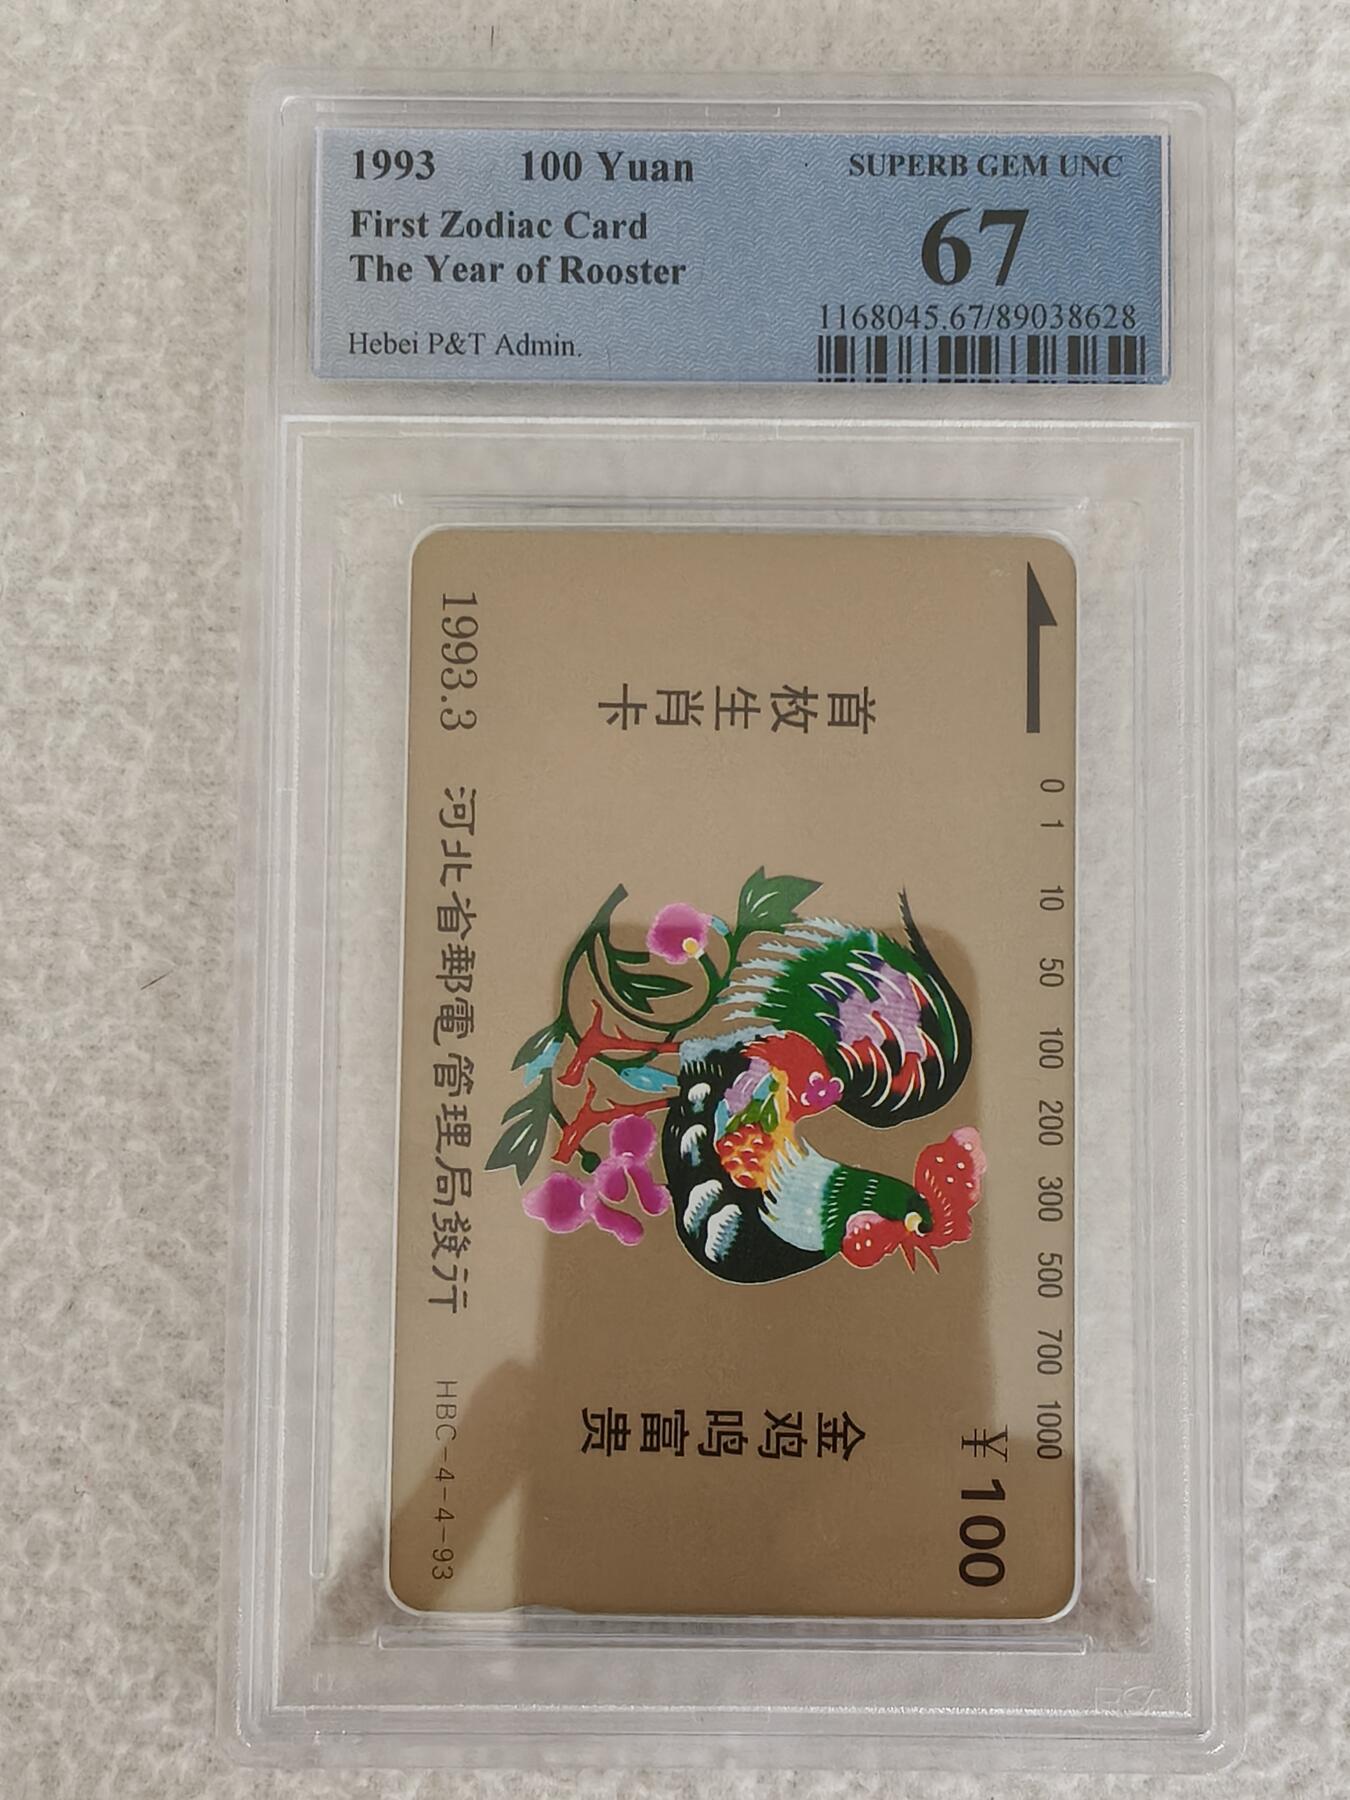 1993 100 Yuan SUPERB GEM UNC
First Zodiac Card
The Year of Rooster
67
1168045.67/89038628
Hebei P&T Admin.
0 1 10 50 100 200 300 500 700 1000
¥100
首枚生肖卡
金鸡鸣富贵
1993.3 河北省郵電管理局發行 HBC-4-4-93